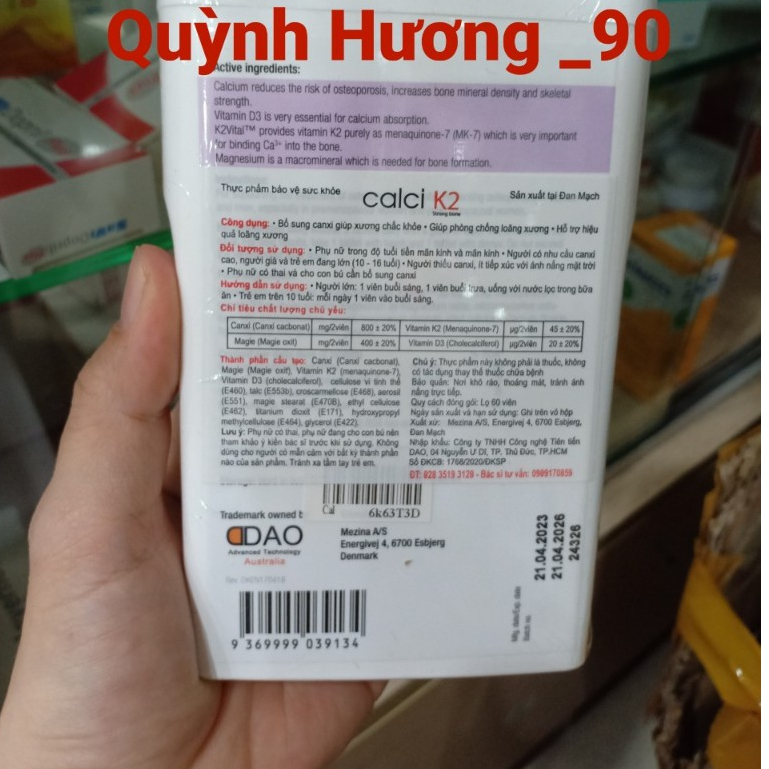 Quỳnh Hương _90
Active ingredients:
Calcium reduces the risk of osteoporosis, increases bone mineral density and skeletal
strength.
Vitamin D3 is very essential for calcium absorption.
K2Vital™ provides vitamin K2 purely as menaquinone-7 (MK-7) which is very important
for binding Ca²⁺ into the bone.
Magnesium is a macromineral which is needed for bone formation.
Thực phẩm bảo vệ sức khỏe
calci K2
Strong bone
Sản xuất tại Đan Mạch
Công dụng: • Bổ sung canxi giúp xương chắc khỏe • Giúp phòng chống loãng xương • Hỗ trợ hiệu
quả loãng xương
Đối tượng sử dụng: • Phụ nữ trong độ tuổi tiền mãn kinh và mãn kinh • Người có nhu cầu canxi
cao, người già và trẻ em đang lớn (10 - 16 tuổi) • Người thiếu canxi, ít tiếp xúc với ánh nắng mặt trời
• Phụ nữ có thai và cho con bú cần bổ sung canxi
Hướng dẫn sử dụng: • Người lớn: 1 viên buổi sáng, 1 viên buổi trưa, uống với nước lọc trong bữa
ăn • Trẻ em trên 10 tuổi: mỗi ngày 1 viên vào buổi sáng.
Chỉ tiêu chất lượng chủ yếu:
Canxi (Canxi cacbonat) mg/2viên 800 ± 20% Vitamin K2 (Menaquinone-7) µg/2viên 45 ± 20%
Magie (Magie oxit) mg/2viên 400 ± 20% Vitamin D3 (Cholecalciferol) µg/2viên 20 ± 20%
Thành phần cấu tạo: Canxi (Canxi cacbonat),
Magie (Magie oxit), Vitamin K2 (menaquinone-7),
Vitamin D3 (cholecalciferol), cellulose vi tinh thể
(E460), talc (E553b), croscarmellose (E468), aerosil
(E551), magie stearat (E470B), ethyl cellulose
(E462), titanium dioxit (E171), hydroxypropyl
methylcellulose (E464), glycerol (E422).
Lưu ý: Phụ nữ có thai, phụ nữ đang cho con bú nên
tham khảo ý kiến bác sĩ trước khi sử dụng. Không
dùng cho người có mẫn cảm với bất kỳ thành phần
nào của sản phẩm. Tránh xa tầm tay trẻ em.
Chú ý: Thực phẩm này không phải là thuốc, không
có tác dụng thay thế thuốc chữa bệnh
Bảo quản: Nơi khô ráo, thoáng mát, tránh ánh
nắng trực tiếp.
Quy cách đóng gói: Lọ 60 viên
Ngày sản xuất và hạn sử dụng: Ghi trên vỏ hộp
Xuất xứ: Mezina A/S, Energivej 4, 6700 Esbjerg,
Đan Mạch
Nhập khẩu: Công ty TNHH Công nghệ Tiên tiến
DAO, 04 Nguyễn Ư Dĩ, TP. Thủ Đức, TP.HCM
Số ĐKCB: 1768/2020/ĐKSP
ĐT: 028 3519 3128 - Bác sĩ tư vấn: 0909170859
Cal
6k63T3D
Trademark owned b
DAO
Advanced Technology
Australia
Mezina A/S
Energivej 4, 6700 Esbjerg
Denmark
9 369999 039134
Mfg. date/Exp. date
Batch no.
21.04.2023
21.04.2026
24326